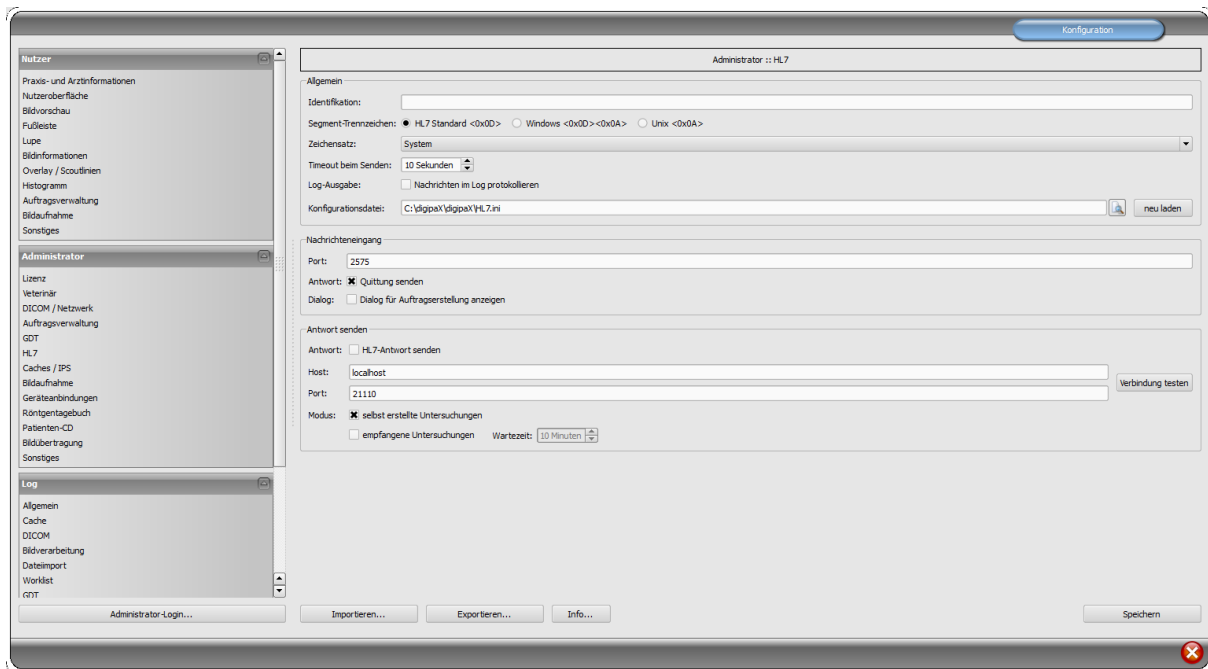 Konfiguration
Nutzer
Praxis- und Arztinformationen
Nutzeroberfläche
Bildvorschau
Fußleiste
Lupe
Bildinformationen
Overlay / Scoutlinien
Histogramm
Auftragsverwaltung
Bildaufnahme
Sonstiges
Administrator
Lizenz
Veterinär
DICOM / Netzwerk
Auftragsverwaltung
GDT
HL7
Caches / IPS
Bildaufnahme
Geräteanbindungen
Röntgentagebuch
Patienten-CD
Bildübertragung
Sonstiges
Log
Allgemein
Cache
DICOM
Bildverarbeitung
Dateiimport
Worklist
GDT
Administrator-Login...
Administrator :: HL7
Allgemein
Identifikation:
Segment-Trennzeichen: HL7 Standard <0x0D> Windows <0x0D><0x0A> Unix <0x0A>
Zeichensatz: System
Timeout beim Senden: 10 Sekunden
Log-Ausgabe: Nachrichten im Log protokollieren
Konfigurationsdatei: C:\digipaX\digipaX\HL7.ini neu laden
Nachrichteneingang
Port: 2575
Antwort: Quittung senden
Dialog: Dialog für Auftragserstellung anzeigen
Antwort senden
Antwort: HL7-Antwort senden
Host: localhost
Port: 21110
Verbindung testen
Modus: selbst erstellte Untersuchungen
empfangene Untersuchungen Wartezeit: 10 Minuten
Importieren... Exportieren... Info... Speichern